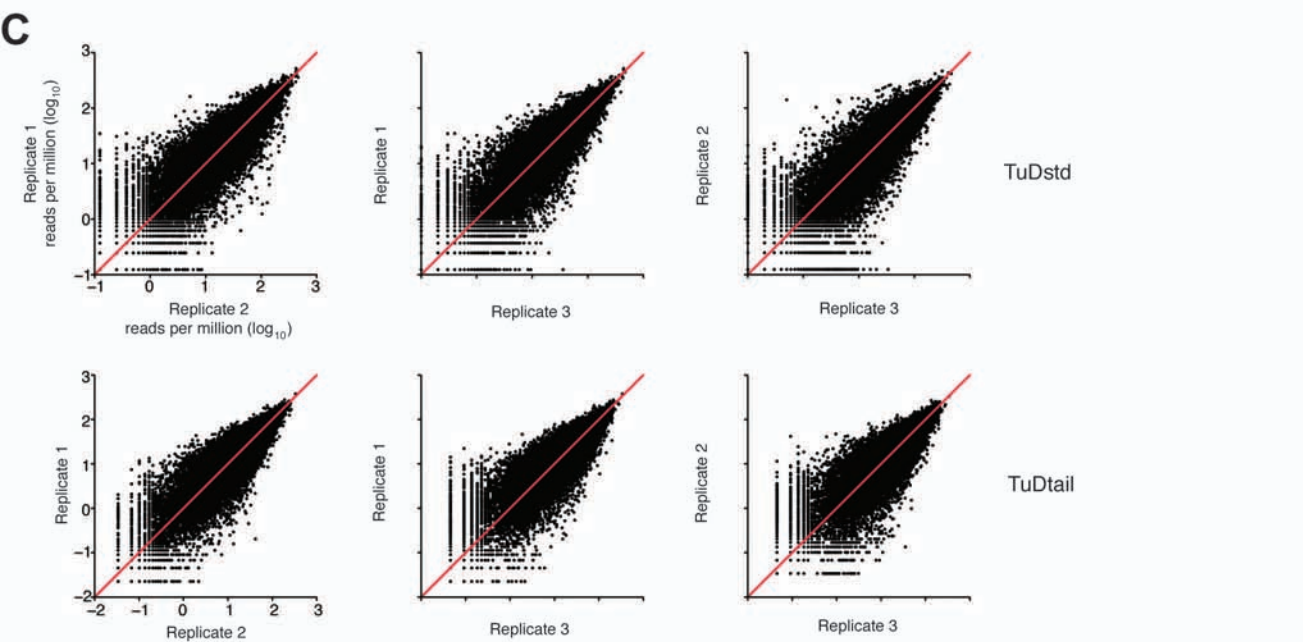 C
3
2
1
0
−1
Replicate 1
reads per million (log10)
−1 0 1 2 3
Replicate 2
reads per million (log10)
Replicate 1
Replicate 3
Replicate 2
Replicate 3
TuDstd
3
2
1
0
−1
−2
Replicate 1
−2 −1 0 1 2 3
Replicate 2
Replicate 1
Replicate 3
Replicate 2
Replicate 3
TuDtail